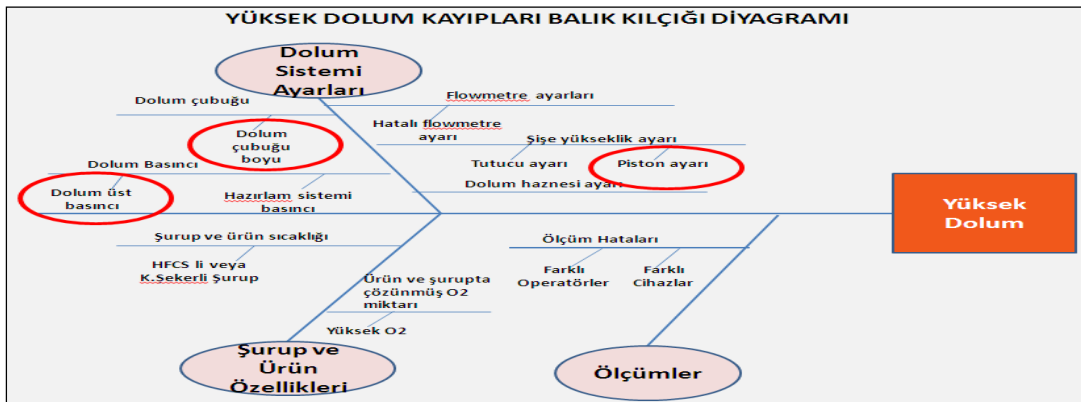 YÜKSEK DOLUM KAYIPLARI BALIK KILÇIĞI DİYAGRAMI
Dolum
Sistemi
Ayarları
Dolum çubuğu
Dolum
çubuğu
boyu
Dolum Basıncı
Dolum üst
basıncı
Hazırlam sistemi
basıncı
Flowmetre ayarları
Hatalı flowmetre
ayarı
Şişe yükseklik ayarı
Tutucu ayarı
Piston ayarı
Dolum haznesi ayarı
Yüksek
Dolum
Şurup ve ürün sıcaklığı
HFCS li veya
K.Şekerli Şurup
Ürün ve şurupta
çözünmüş O2
miktarı
Yüksek O2
Şurup ve
Ürün
Özellikleri
Ölçüm Hataları
Farklı
Operatörler
Farklı
Cihazlar
Ölçümler